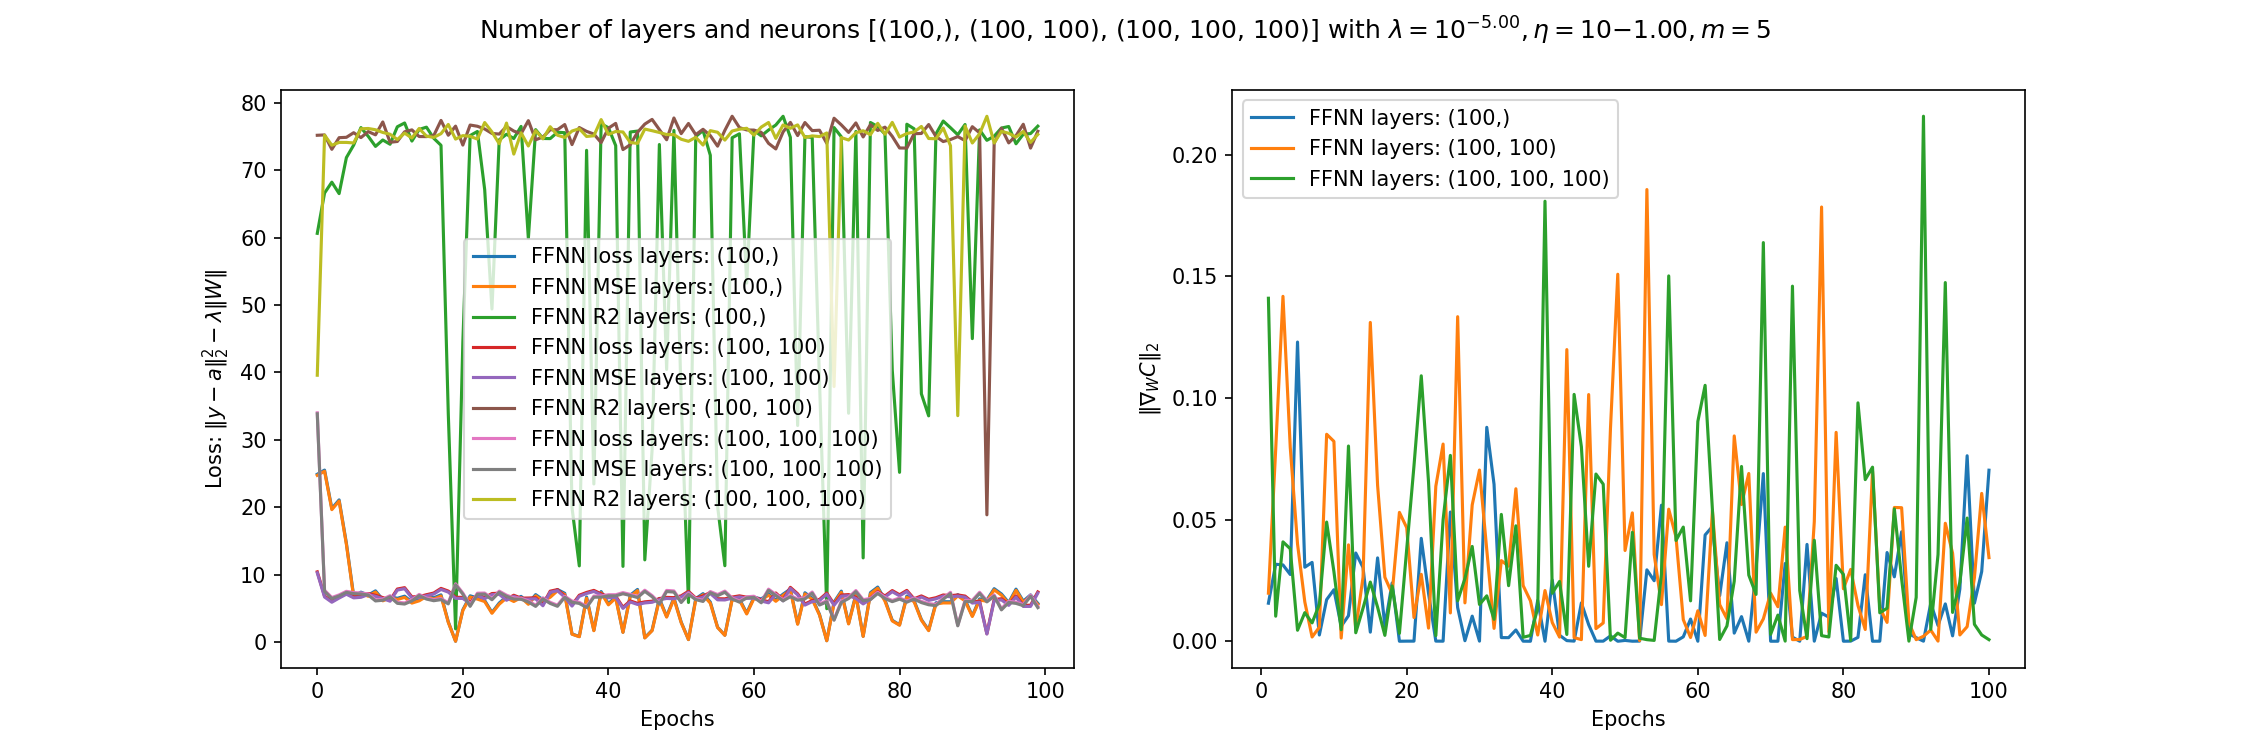 Number of layers and neurons [(100,), (100, 100), (100, 100, 100)] with λ = 10^−5.00, η = 10−1.00, m = 5
Loss: ‖y − a‖₂² − λ‖W‖
80
70
60
50
40
30
20
10
0
FFNN loss layers: (100,)
FFNN MSE layers: (100,)
FFNN R2 layers: (100,)
FFNN loss layers: (100, 100)
FFNN MSE layers: (100, 100)
FFNN R2 layers: (100, 100)
FFNN loss layers: (100, 100, 100)
FFNN MSE layers: (100, 100, 100)
FFNN R2 layers: (100, 100, 100)
0 20 40 60 80 100
Epochs
‖∇_W C‖₂
0.20
0.15
0.10
0.05
0.00
FFNN layers: (100,)
FFNN layers: (100, 100)
FFNN layers: (100, 100, 100)
0 20 40 60 80 100
Epochs